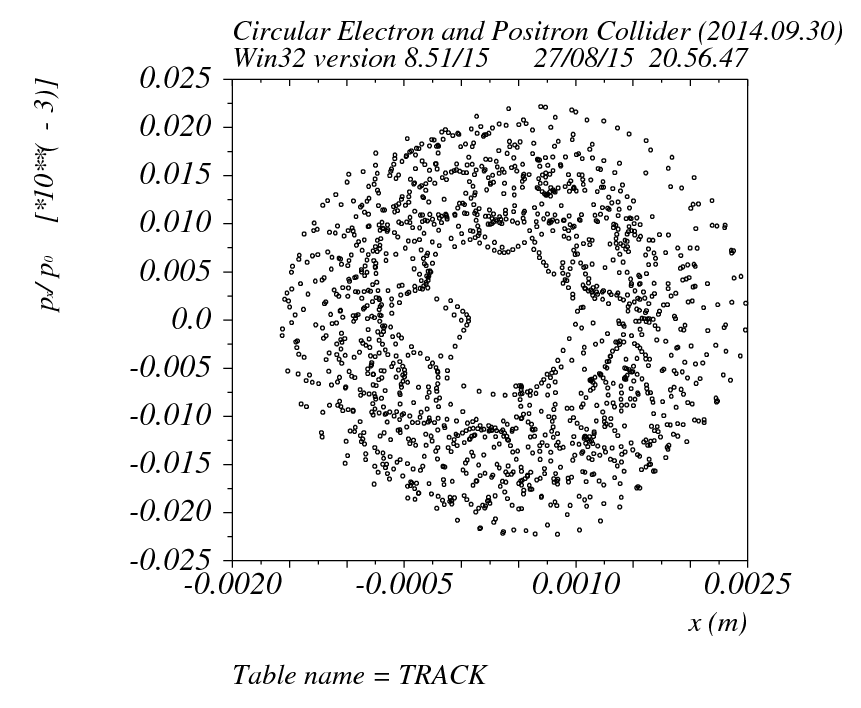 Circular Electron and Positron Collider (2014.09.30)
Win32 version 8.51/15 27/08/15 20.56.47
pₓ/ p₀ [*10**( - 3)]
0.025
0.020
0.015
0.010
0.005
0.0
-0.005
-0.010
-0.015
-0.020
-0.025
-0.0020 -0.0005 0.0010 0.0025
x (m)
Table name = TRACK